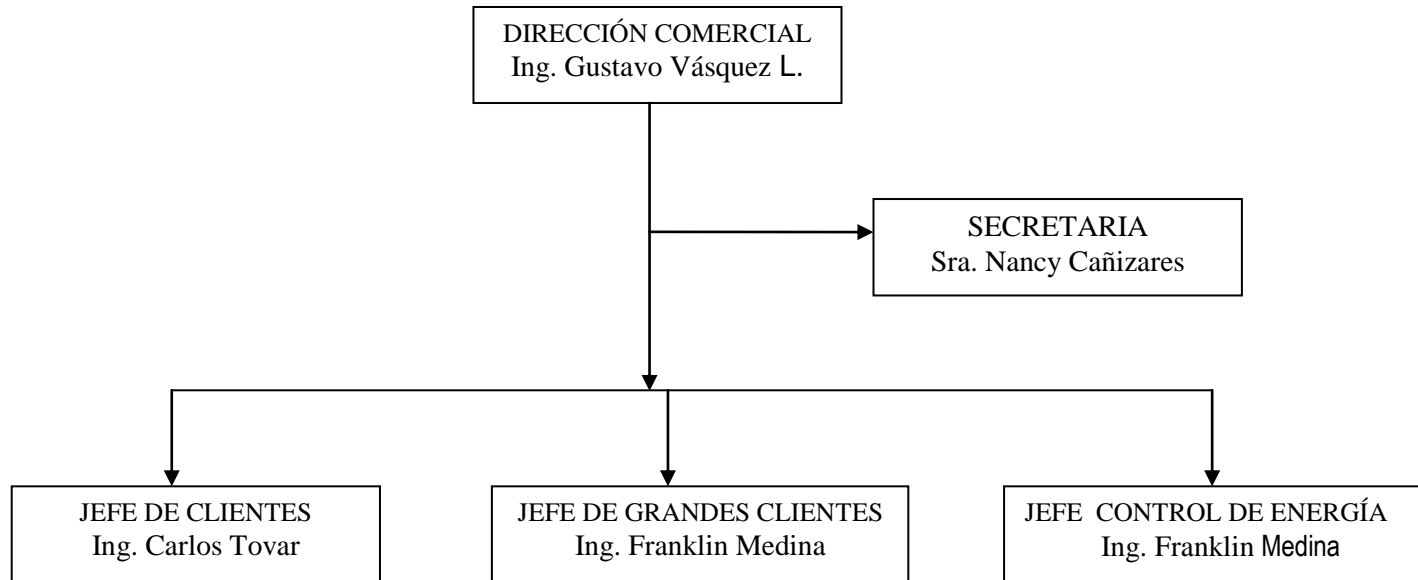 DIRECCIÓN COMERCIAL
Ing. Gustavo Vásquez L.
SECRETARIA
Sra. Nancy Cañizares
JEFE DE CLIENTES
Ing. Carlos Tovar
JEFE DE GRANDES CLIENTES
Ing. Franklin Medina
JEFE CONTROL DE ENERGÍA
Ing. Franklin Medina